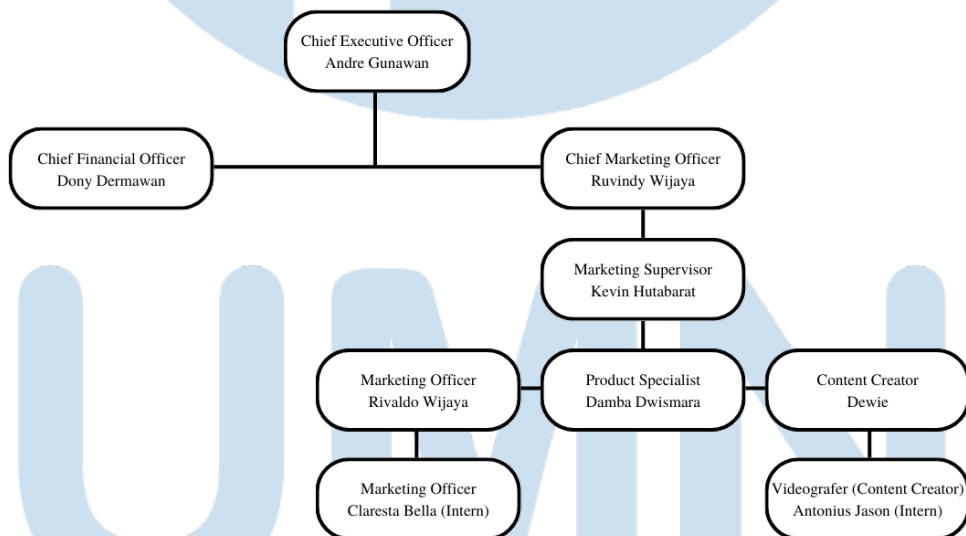 Chief Executive Officer
Andre Gunawan
Chief Financial Officer
Dony Dermawan
Chief Marketing Officer
Ruvindy Wijaya
Marketing Supervisor
Kevin Hutabarat
Marketing Officer
Rivaldo Wijaya
Product Specialist
Damba Dwismara
Content Creator
Dewie
Marketing Officer
Claresta Bella (Intern)
Videografer (Content Creator)
Antonius Jason (Intern)
UMN